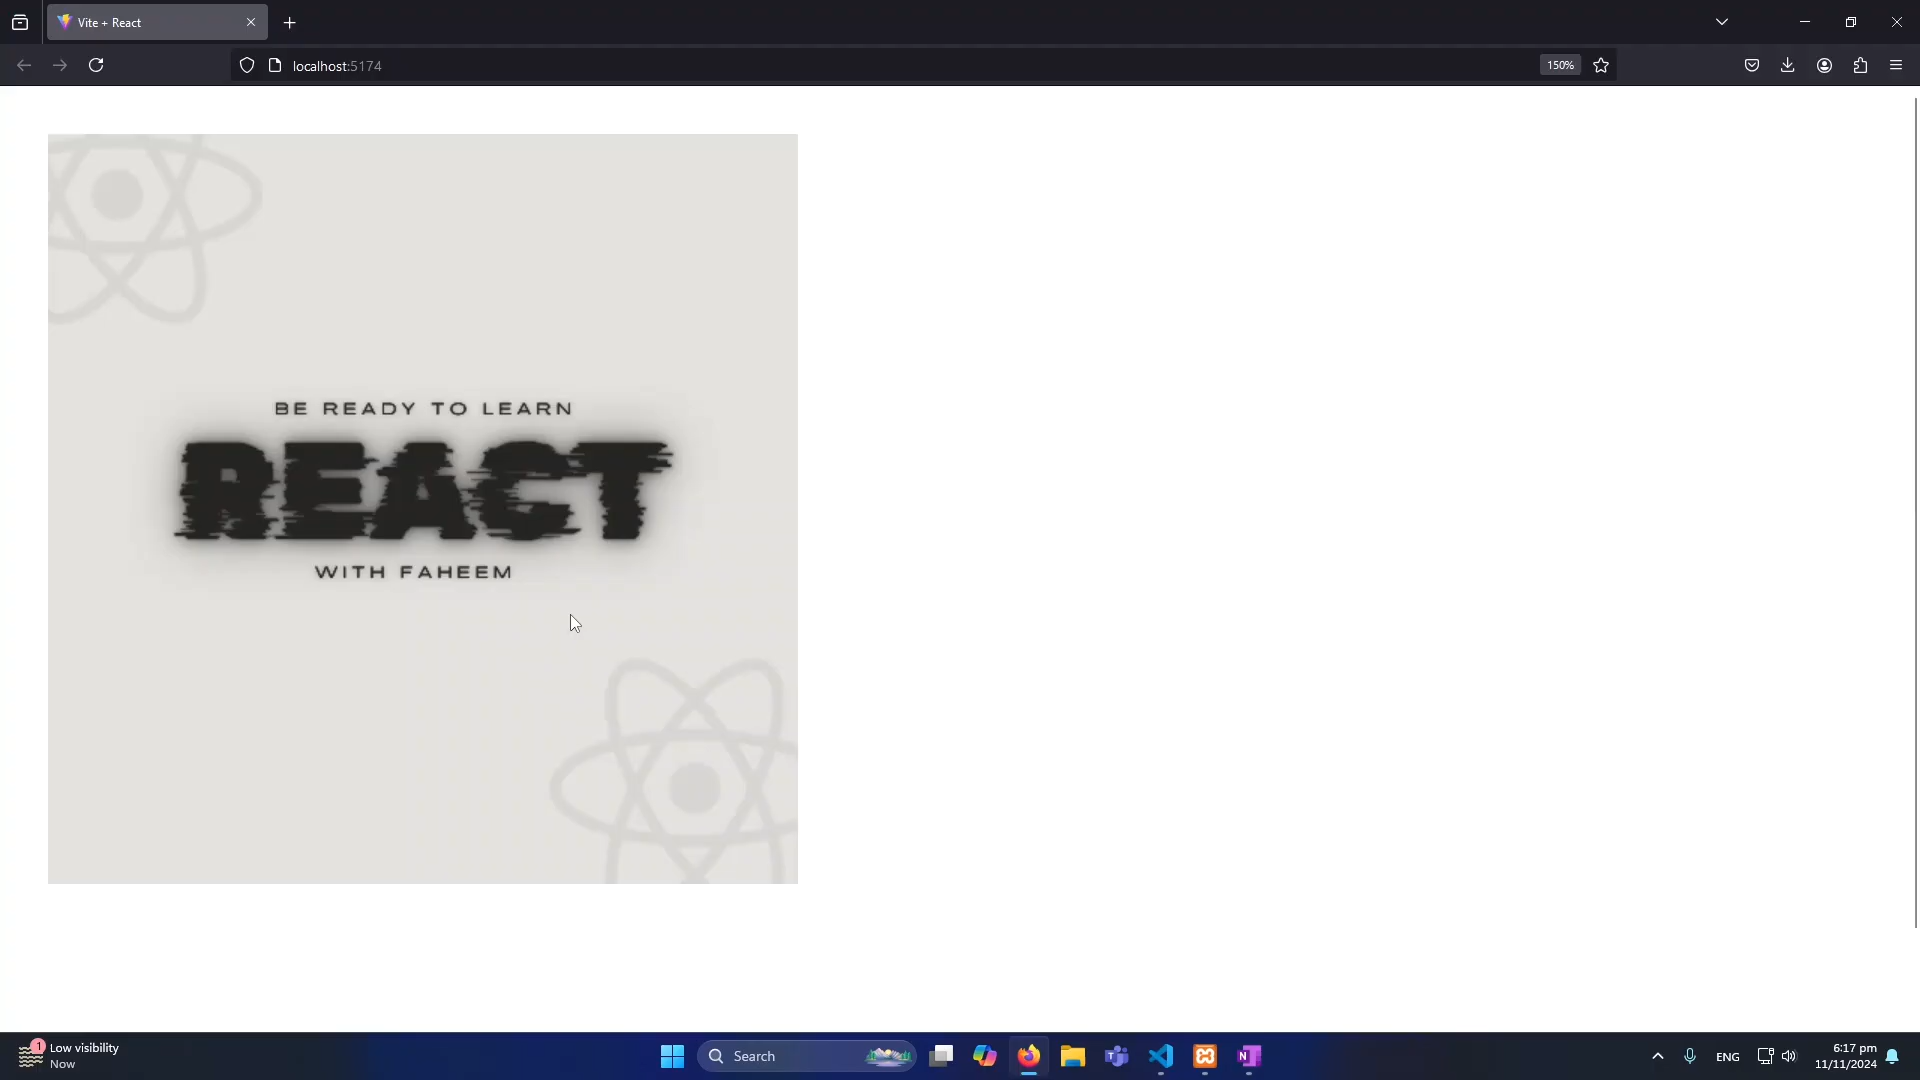 Vite + React
localhost:5174
150%
BE READY TO LEARN
REACT
WITH FAHEEM
1
Low visibility
Now
Search
T
N
ENG
6:17 pm
11/11/2024